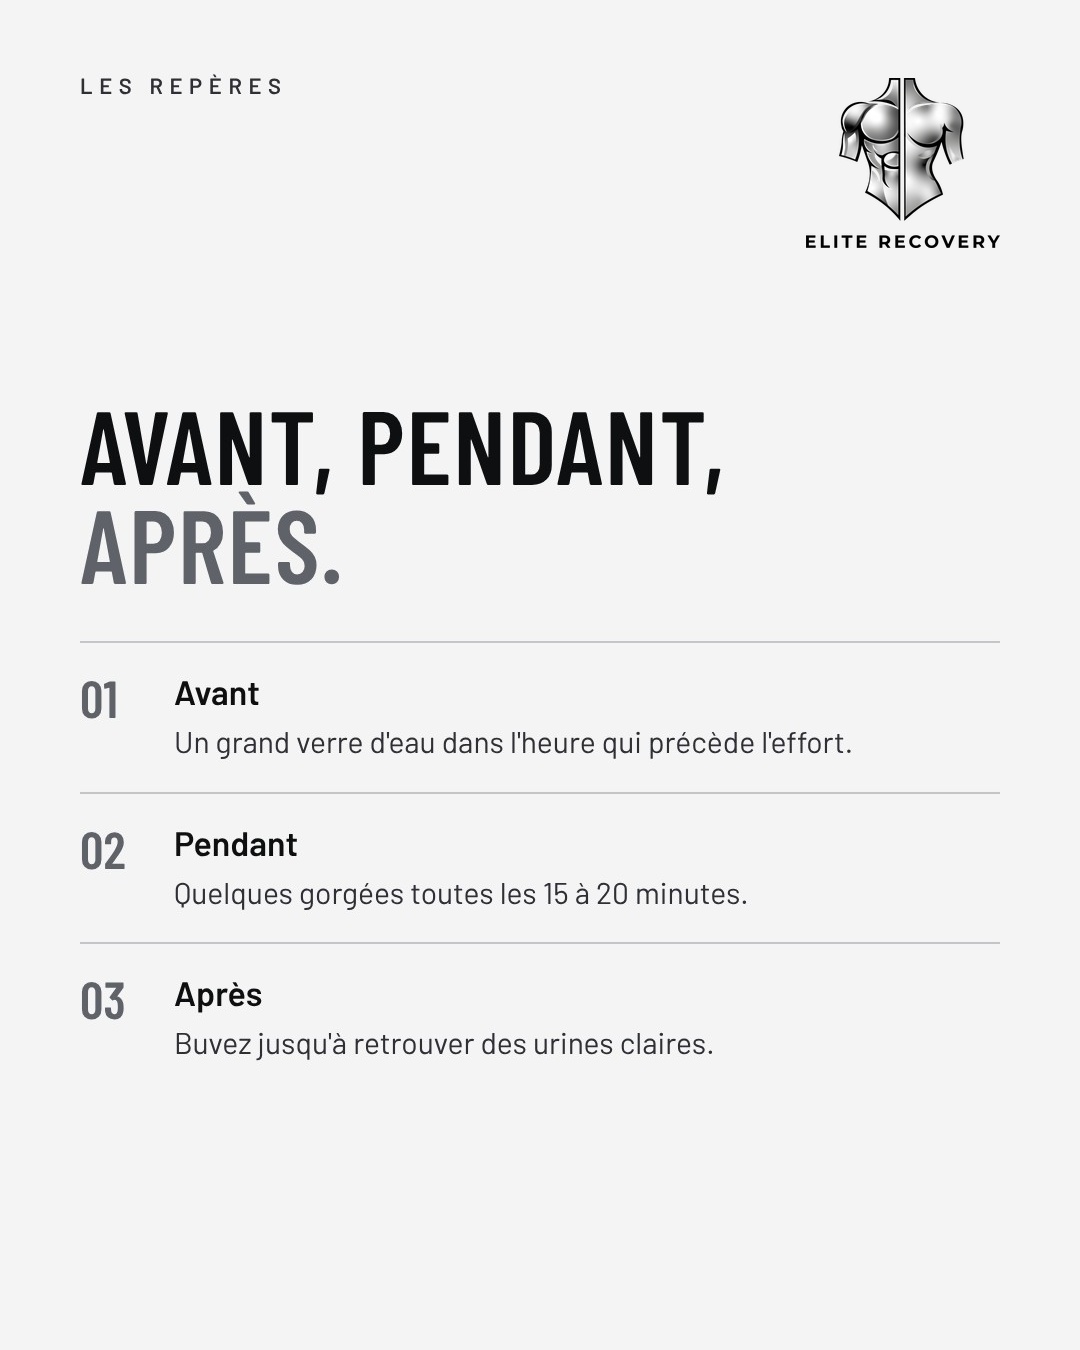 LES REPÈRES
ELITE RECOVERY
AVANT, PENDANT,
APRÈS.
01 Avant
Un grand verre d'eau dans l'heure qui précède l'effort.
02 Pendant
Quelques gorgées toutes les 15 à 20 minutes.
03 Après
Buvez jusqu'à retrouver des urines claires.